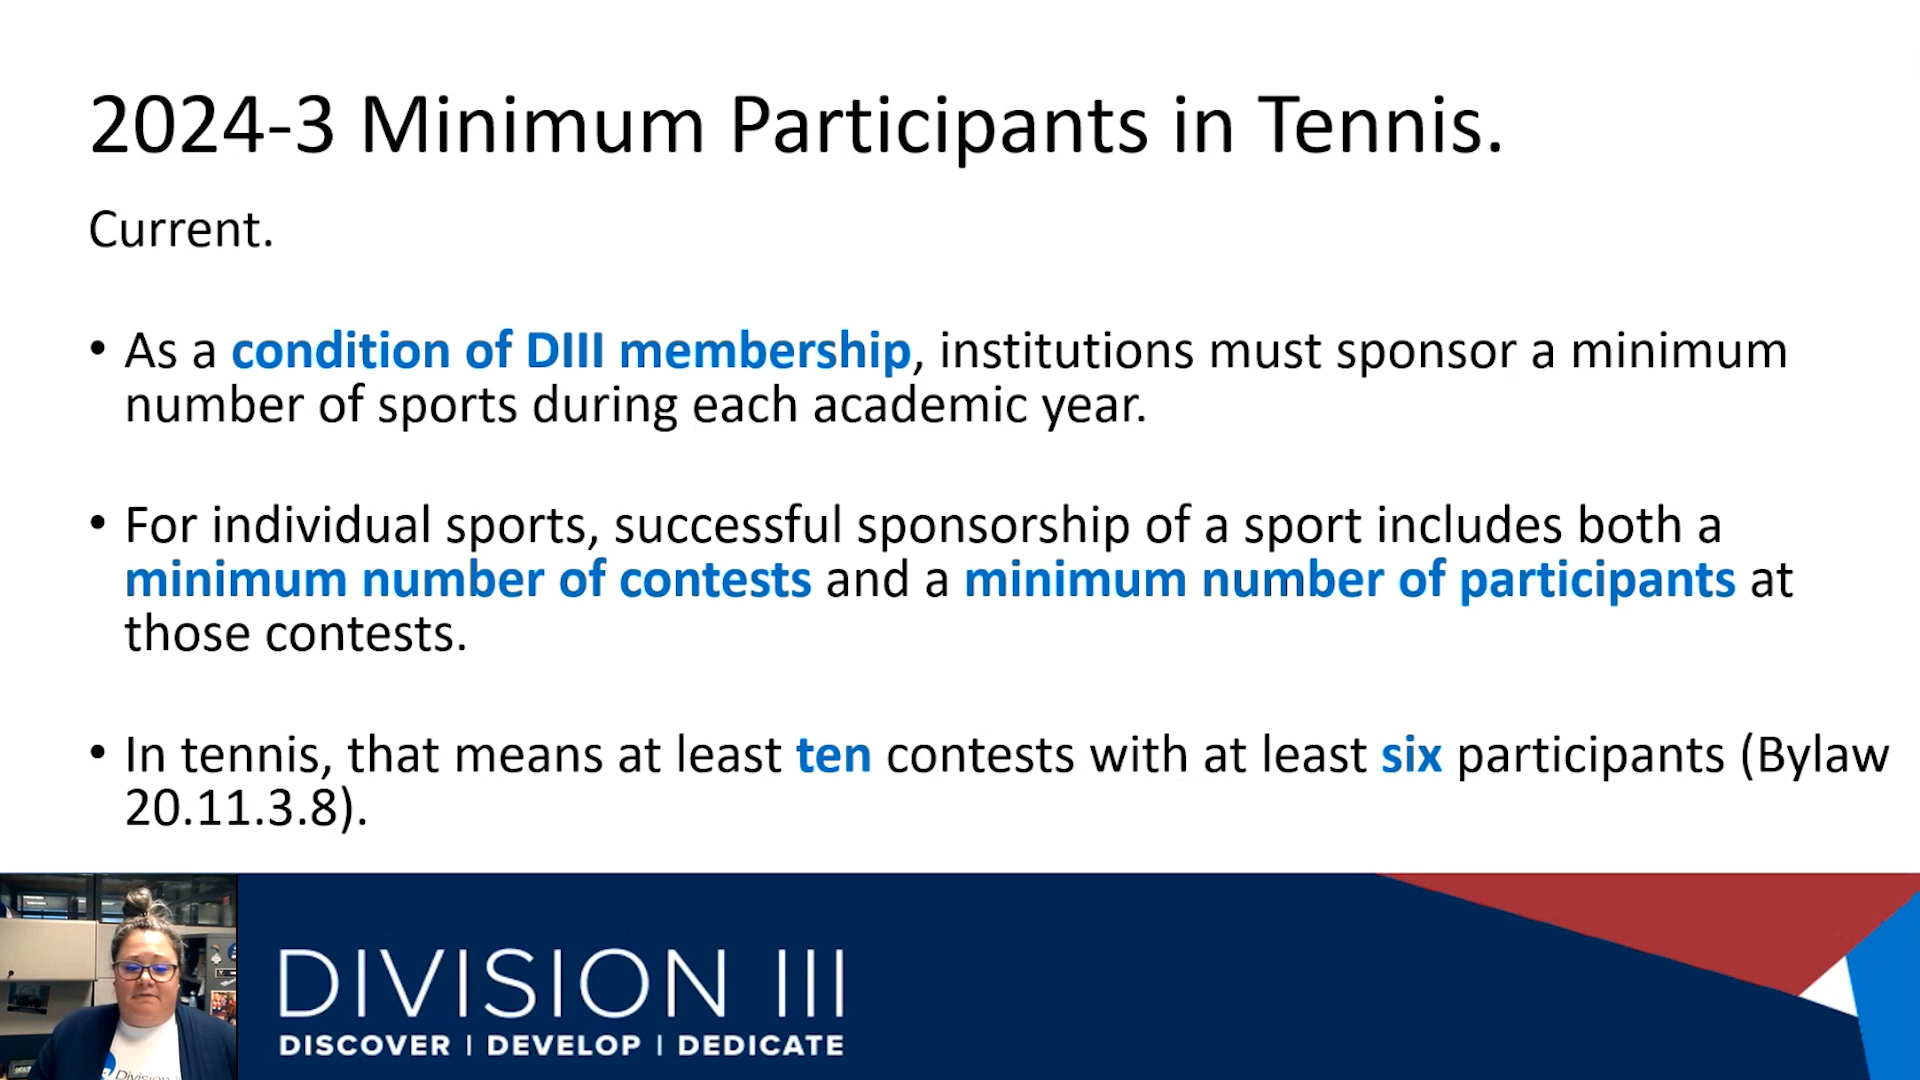 2024-3 Minimum Participants in Tennis.
Current.
• As a condition of DIII membership, institutions must sponsor a minimum
number of sports during each academic year.
• For individual sports, successful sponsorship of a sport includes both a
minimum number of contests and a minimum number of participants at
those contests.
• In tennis, that means at least ten contests with at least six participants (Bylaw
20.11.3.8).
DIVISION III
DISCOVER | DEVELOP | DEDICATE
Division